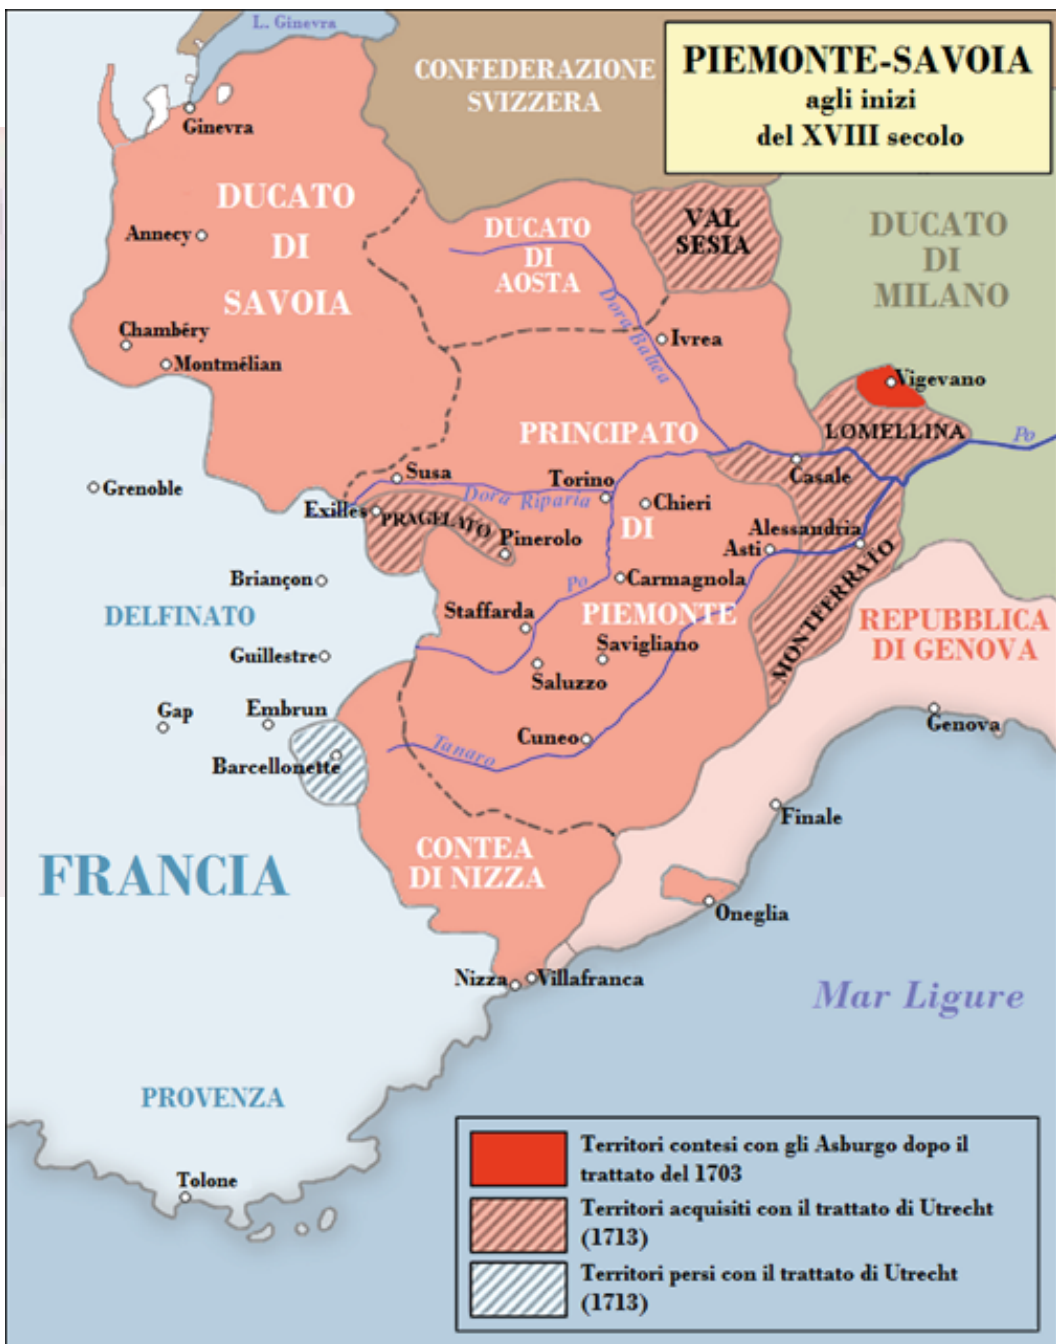 L. Ginevra
PIEMONTE-SAVOIA
agli inizi
del XVIII secolo
CONFEDERAZIONE
SVIZZERA
Ginevra
DUCATO
DI
SAVOIA
Annecy
DUCATO
DI
AOSTA
VAL
SESIA
DUCATO
DI
MILANO
Dora Baltea
Chambéry
Montmélian
Ivrea
Vigevano
LOMELLINA
Po
PRINCIPATO
DI
PIEMONTE
Susa
Torino
Casale
Grenoble
Dora Riparia
Chieri
Exilles
PRAGELATO
Pinerolo
Asti
Alessandria
MONFERRATO
Briançon
Po
Carmagnola
DELFINATO
Staffarda
REPUBBLICA
DI GENOVA
Guillestre
Savigliano
Saluzzo
Gap
Embrun
Genova
Barcellonette
Tanaro
Cuneo
Finale
FRANCIA
CONTEA
DI NIZZA
Oneglia
Nizza
Villafranca
Mar Ligure
PROVENZA
Tolone
Territori contesi con gli Asburgo dopo il
trattato del 1703
Territori acquisiti con il trattato di Utrecht
(1713)
Territori persi con il trattato di Utrecht
(1713)